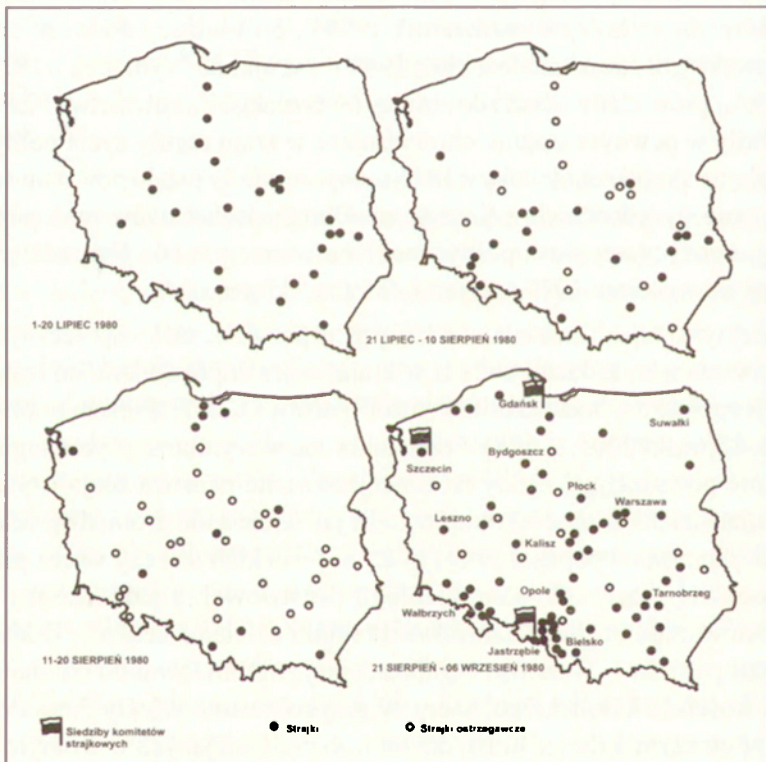 1-20 LIPIEC 1980
21 LIPIEC - 10 SIERPIEŃ 1980
11-20 SIERPIEŃ 1980
Gdańsk
Suwałki
Szczecin
Bydgoszcz
Płock
Warszawa
Leszno
Kalisz
Opole
Tarnobrzeg
Wałbrzych
Jastrzębie
Bielsko
21 SIERPIEŃ - 06 WRZESIEŃ 1980
Siedziby komitetów
strajkowych
Strajki
Strajki ostrzegawcze